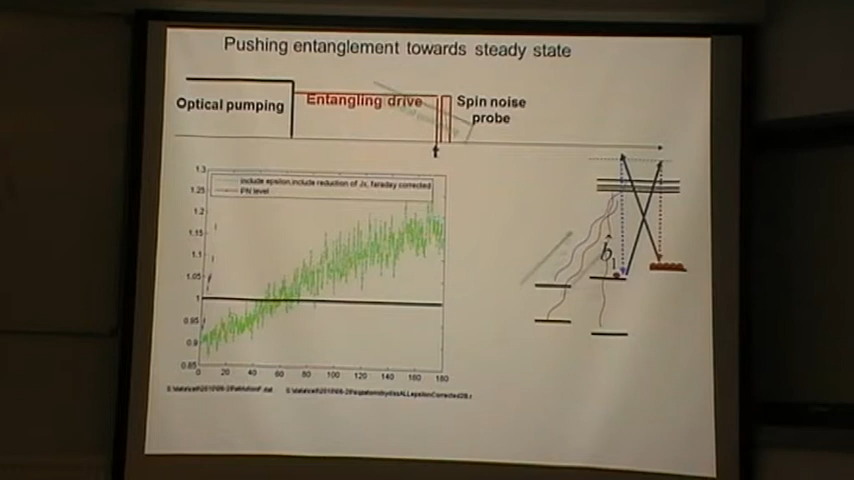 Pushing entanglement towards steady state
Optical pumping
Entangling drive
Spin noise
probe
1.3
1.25
1.2
1.15
1.1
1.05
1
0.95
0.9
0.85
include epsilon,include reduction of Jx, faraday corrected
PN level
0 20 40 60 80 100 120 140 160 180
b